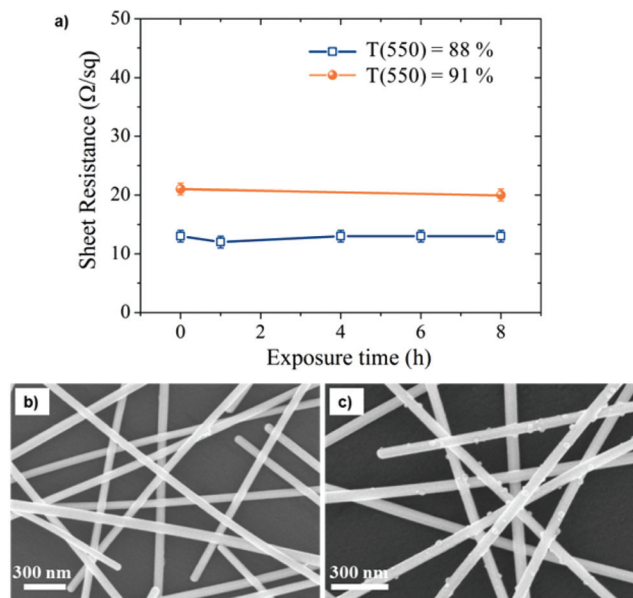 a)
50
40
30
20
10
0
Sheet Resistance (Ω/sq)
T(550) = 88 %
T(550) = 91 %
0 2 4 6 8
Exposure time (h)
b)
300 nm
c)
300 nm